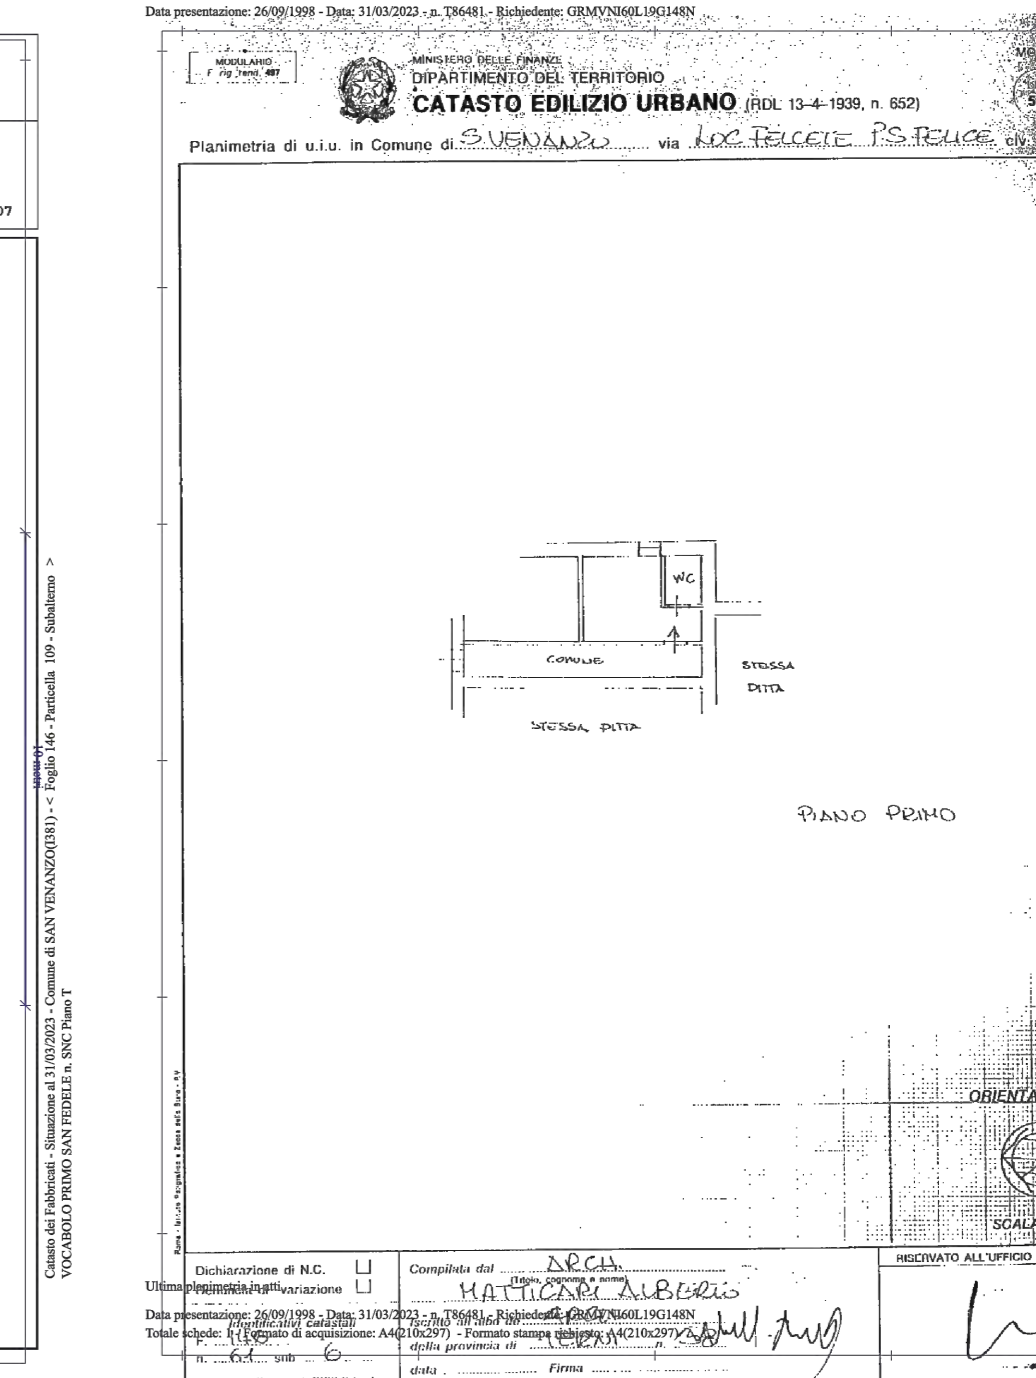 Data presentazione: 26/09/1998 - Data: 31/03/2023 - n. T86481 - Richiedente: GRMVNI60L19G148N
MODULARIO
F. rig. rend. 497
MINISTERO DELLE FINANZE
DIPARTIMENTO DEL TERRITORIO
CATASTO EDILIZIO URBANO (RDL 13-4-1939, n. 652)
Planimetria di u.i.u. in Comune di S. VENANZO via LOC FELCETE P.S. FELICE civ.
07
WC
COMUNE
STESSA
DITTA
STESSA DITTA
PIANO PRIMO
10 metri
Catasto dei Fabbricati - Situazione al 31/03/2023 - Comune di SAN VENANZO(I381) - < Foglio 146 - Particella 109 - Subalterno >
VOCABOLO PRIMO SAN FEDELE n. SNC Piano T
ORIENTA
SCALA
Dichiarazione di N.C.
Compilata dal ARCH.
(Titolo, cognome e nome)
RISERVATO ALL'UFFICIO
Ultima planimetria in atti
variazione
MATTICARI ALBERTO
Data presentazione: 26/09/1998 - Data: 31/03/2023 - n. T86481 - Richiedente: GRMVNI60L19G148N
Identificativi catastali
Iscritto all'albo de
Totale schede: 1 - Formato di acquisizione: A4(210x297) - Formato stampa richiesto: A4(210x297)
F.
della provincia di TERNI n.
n. 61 sub 6
data Firma